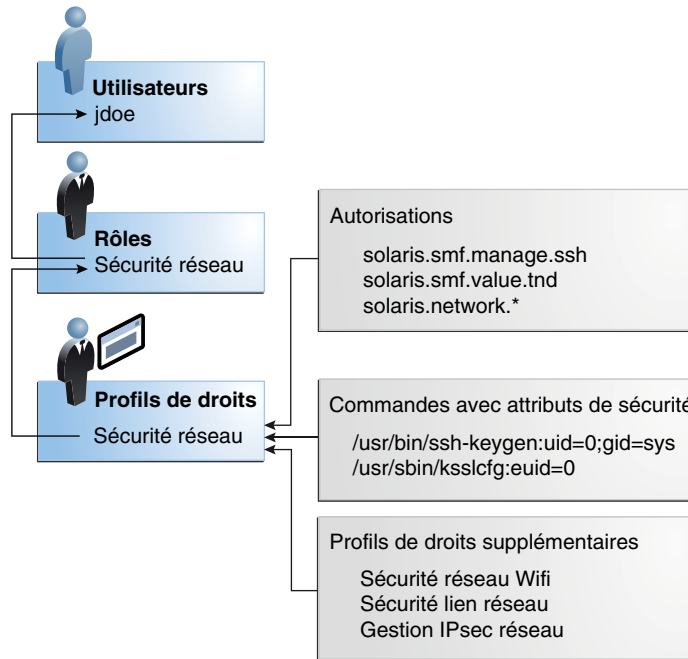 Utilisateurs
jdoe
Rôles
Sécurité réseau
Profils de droits
Sécurité réseau
Autorisations
solaris.smf.manage.ssh
solaris.smf.value.tnd
solaris.network.*
Commandes avec attributs de sécurité
/usr/bin/ssh-keygen:uid=0;gid=sys
/usr/sbin/ksslcfg:euid=0
Profils de droits supplémentaires
Sécurité réseau Wifi
Sécurité lien réseau
Gestion IPsec réseau